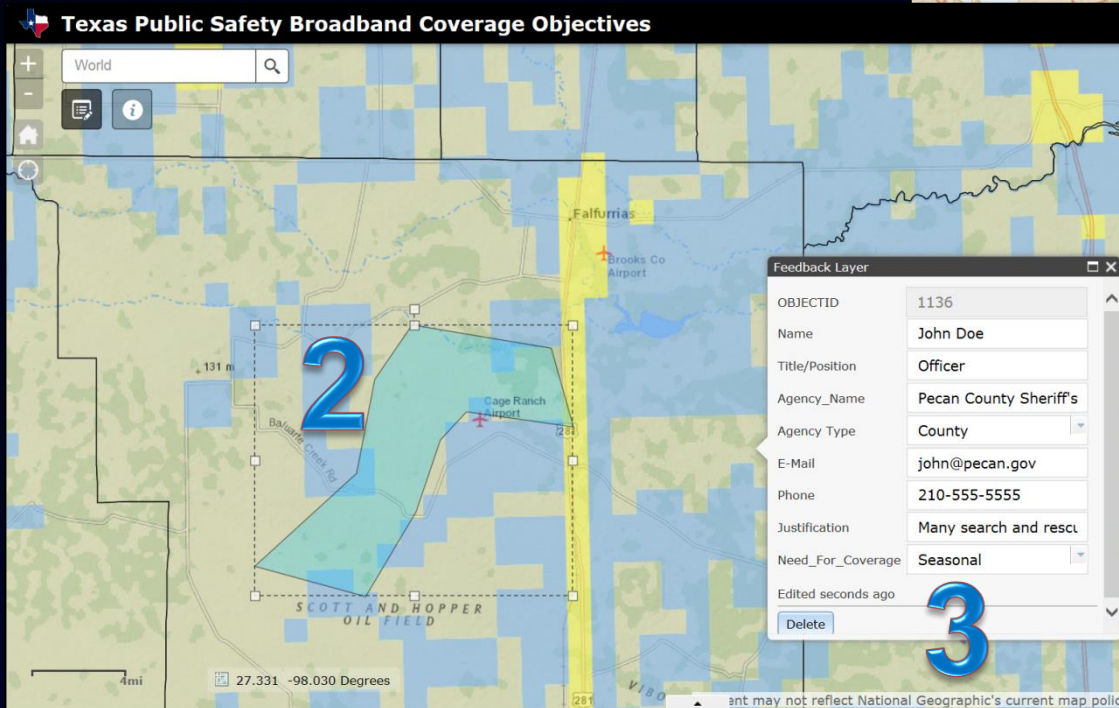 Texas Public Safety Broadband Coverage Objectives
+
World
-
Falfurrias
Brooks Co
Airport
131 m
2
Cage Ranch
Airport
281
Baluarte Creek Rd
SCOTT AND HOPPER
OIL FIELD
4mi
27.331 -98.030 Degrees
281
VIBO
Feedback Layer
OBJECTID 1136
Name John Doe
Title/Position Officer
Agency_Name Pecan County Sheriff's
Agency Type County
E-Mail john@pecan.gov
Phone 210-555-5555
Justification Many search and rescu
Need_For_Coverage Seasonal
Edited seconds ago
Delete
3
ent may not reflect National Geographic's current map polic